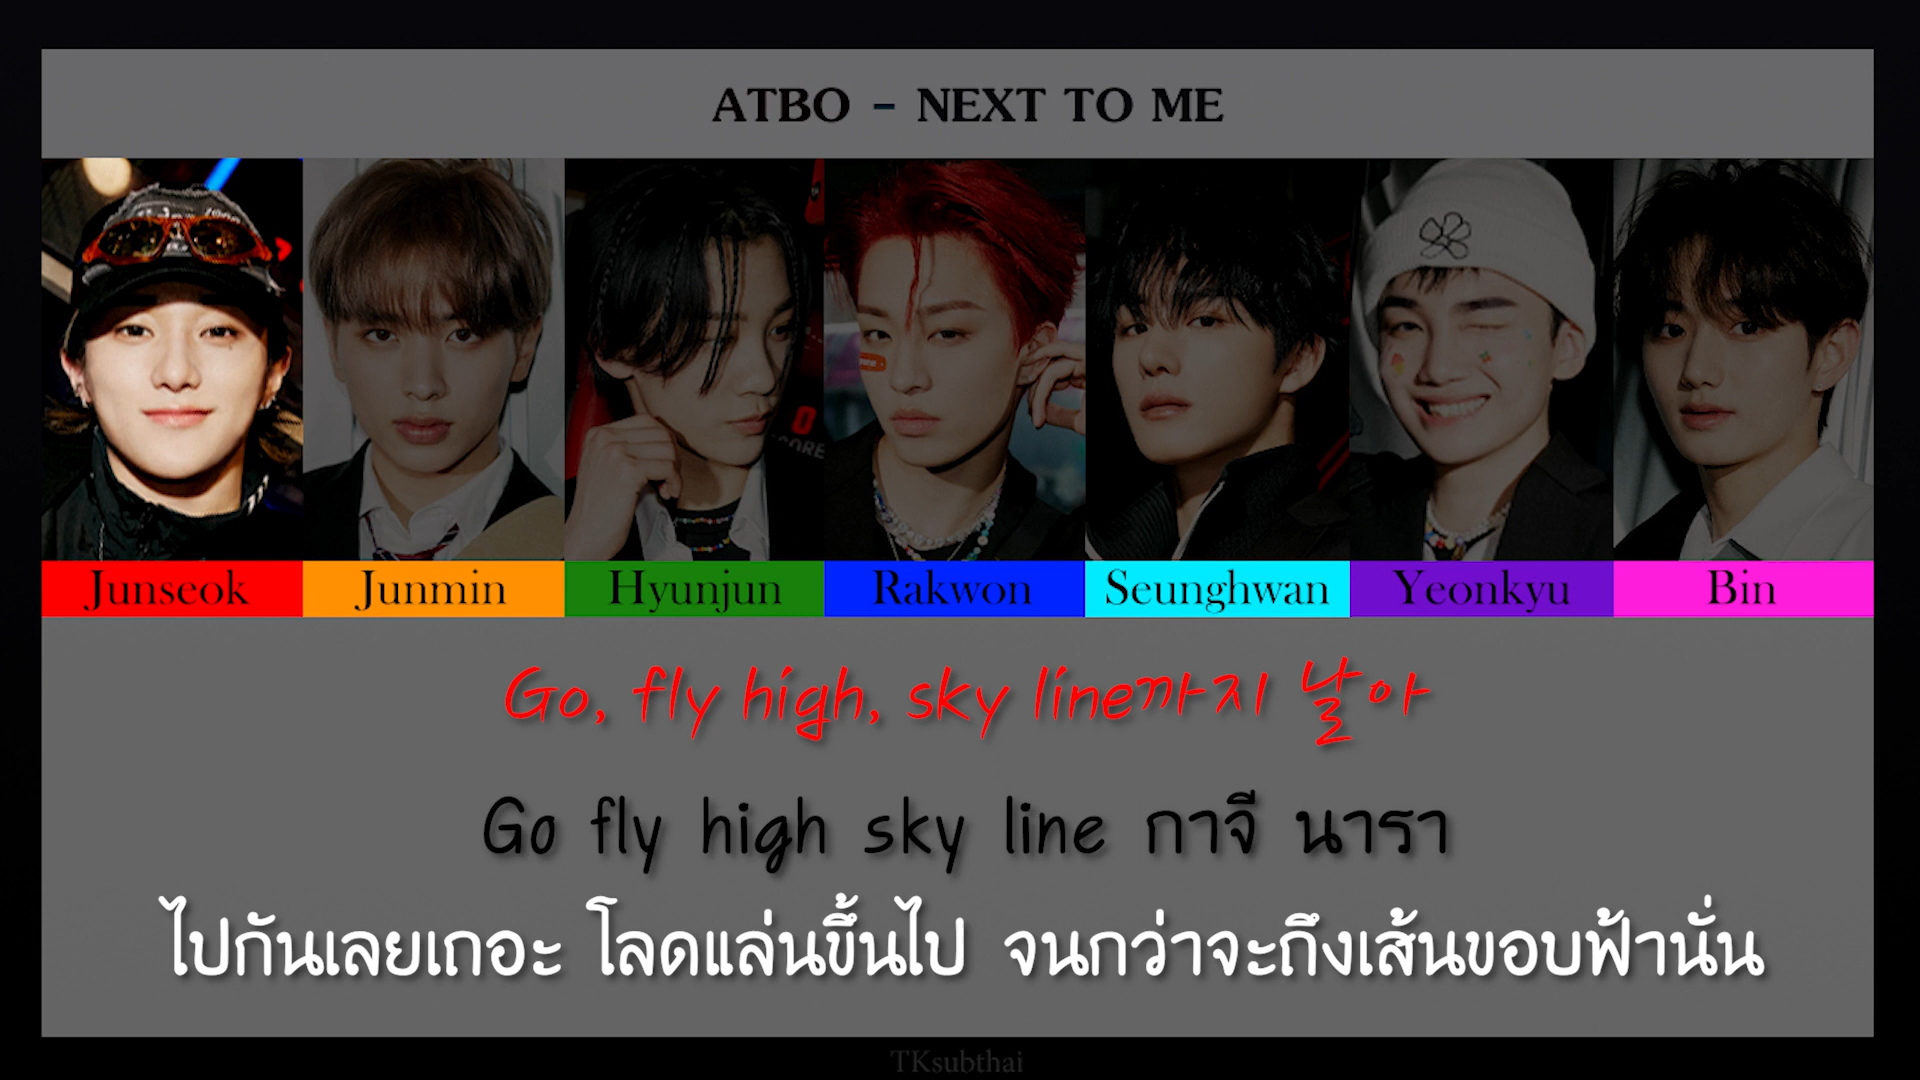 ATBO - NEXT TO ME
Junseok Junmin Hyunjun Rakwon Seunghwan Yeonkyu Bin
Go, fly high, sky line까지 날아
Go fly high sky line กาจี นารา
ไปกันเลยเถอะ โลดแล่นขึ้นไป จนกว่าจะถึงเส้นขอบฟ้านั่น
TKsubthai